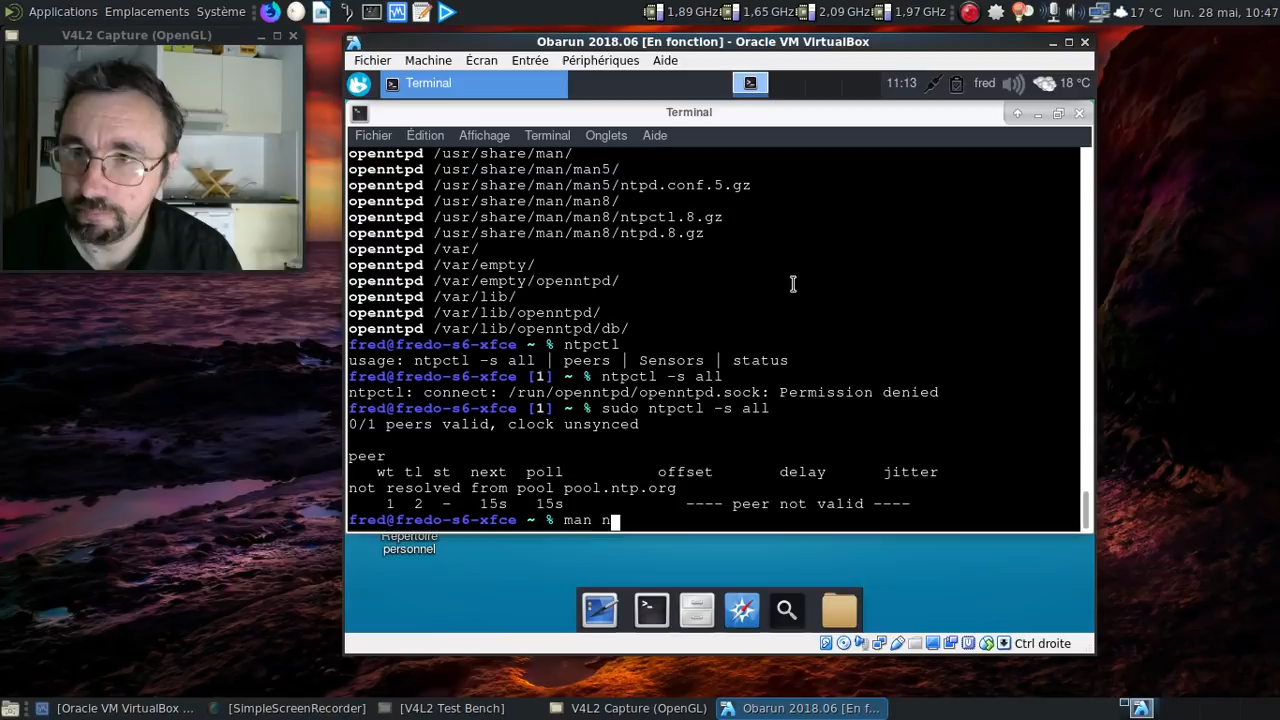 Applications Emplacements Système
1,89 GHz 1,65 GHz 2,09 GHz 1,97 GHz 17 °C lun. 28 mai, 10:47
V4L2 Capture (OpenGL)
Obarun 2018.06 [En fonction] - Oracle VM VirtualBox
Fichier Machine Écran Entrée Périphériques Aide
Terminal
11:13 fred 18 °C
Terminal
Fichier Édition Affichage Terminal Onglets Aide
openntpd /usr/share/man/
openntpd /usr/share/man/man5/
openntpd /usr/share/man/man5/ntpd.conf.5.gz
openntpd /usr/share/man/man8/
openntpd /usr/share/man/man8/ntpctl.8.gz
openntpd /usr/share/man/man8/ntpd.8.gz
openntpd /var/
openntpd /var/empty/
openntpd /var/empty/openntpd/
openntpd /var/lib/
openntpd /var/lib/openntpd/
openntpd /var/lib/openntpd/db/
fred@fredo-s6-xfce ~ % ntpctl
usage: ntpctl -s all | peers | Sensors | status
fred@fredo-s6-xfce [1] ~ % ntpctl -s all
ntpctl: connect: /run/openntpd/openntpd.sock: Permission denied
fred@fredo-s6-xfce [1] ~ % sudo ntpctl -s all
0/1 peers valid, clock unsynced
peer
wt tl st next poll offset delay jitter
not resolved from pool pool.ntp.org
1 2 - 15s 15s ---- peer not valid ----
fred@fredo-s6-xfce ~ % man n
Répertoire
personnel
Ctrl droite
[Oracle VM VirtualBox ... [SimpleScreenRecorder] [V4L2 Test Bench] V4L2 Capture (OpenGL) Obarun 2018.06 [En f...